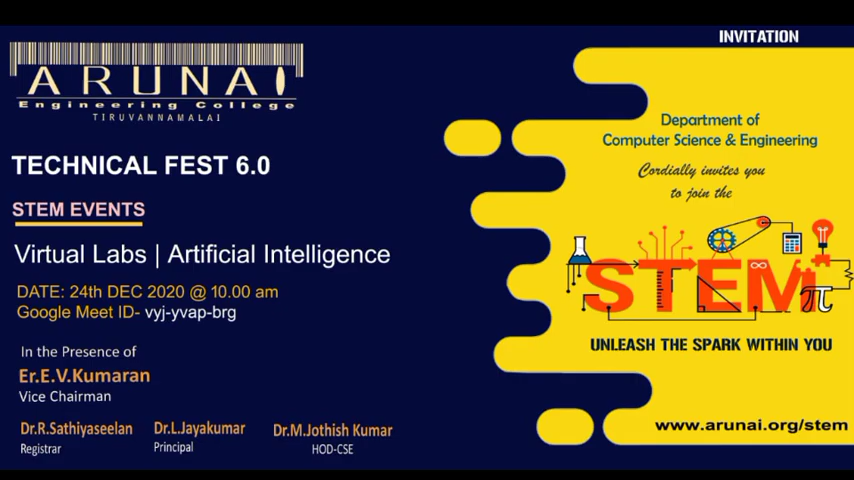 INVITATION
ARUNAI
Engineering College
TIRUVANNAMALAI
TECHNICAL FEST 6.0
STEM EVENTS
Virtual Labs | Artificial Intelligence
DATE: 24th DEC 2020 @ 10.00 am
Google Meet ID- vyj-yvap-brg
In the Presence of
Er.E.V.Kumaran
Vice Chairman
Dr.R.Sathiyaseelan
Registrar
Dr.L.Jayakumar
Principal
Dr.M.Jothish Kumar
HOD-CSE
Department of
Computer Science & Engineering
Cordially invites you
to join the
STEM
∞
π
UNLEASH THE SPARK WITHIN YOU
www.arunai.org/stem